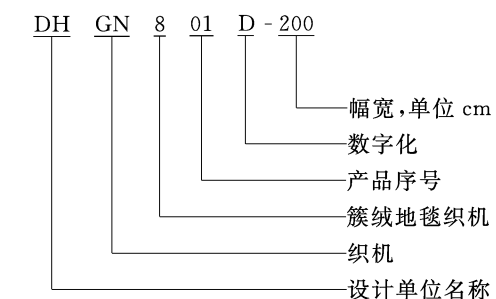 DH GN 8 01 D - 200
幅宽,单位 cm
数字化
产品序号
簇绒地毯织机
织机
设计单位名称